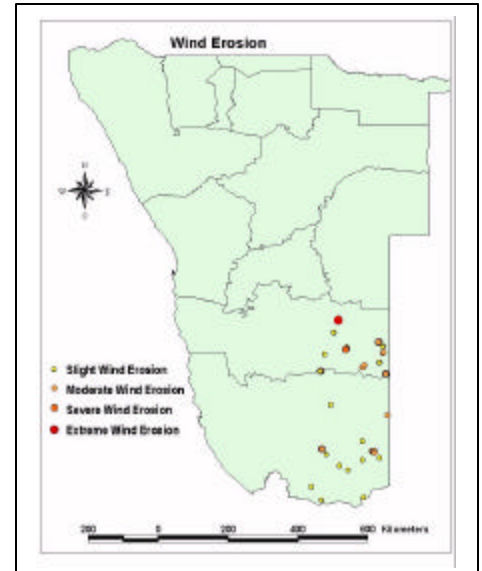 Wind Erosion
N
W E
S
Slight Wind Erosion
Moderate Wind Erosion
Severe Wind Erosion
Extreme Wind Erosion
200 0 200 400 600 Kilometers